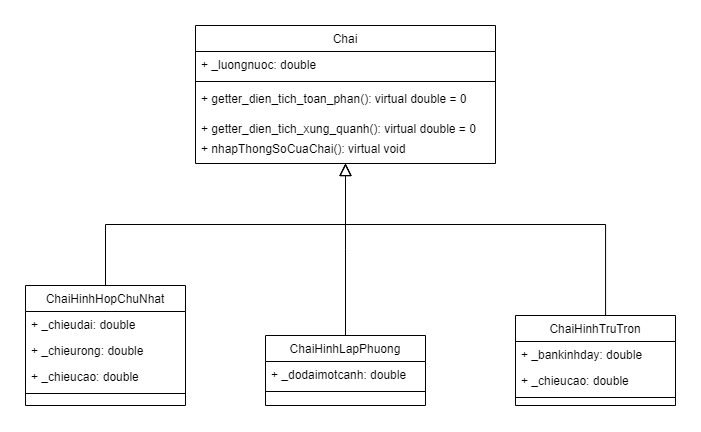 Chai
+ _luongnuoc: double
+ getter_dien_tich_toan_phan(): virtual double = 0
+ getter_dien_tich_xung_quanh(): virtual double = 0
+ nhapThongSoCuaChai(): virtual void
ChaiHinhHopChuNhat
+ _chieudai: double
+ _chieurong: double
+ _chieucao: double
ChaiHinhLapPhuong
+ _dodaimotcanh: double
ChaiHinhTruTron
+ _bankinhday: double
+ _chieucao: double